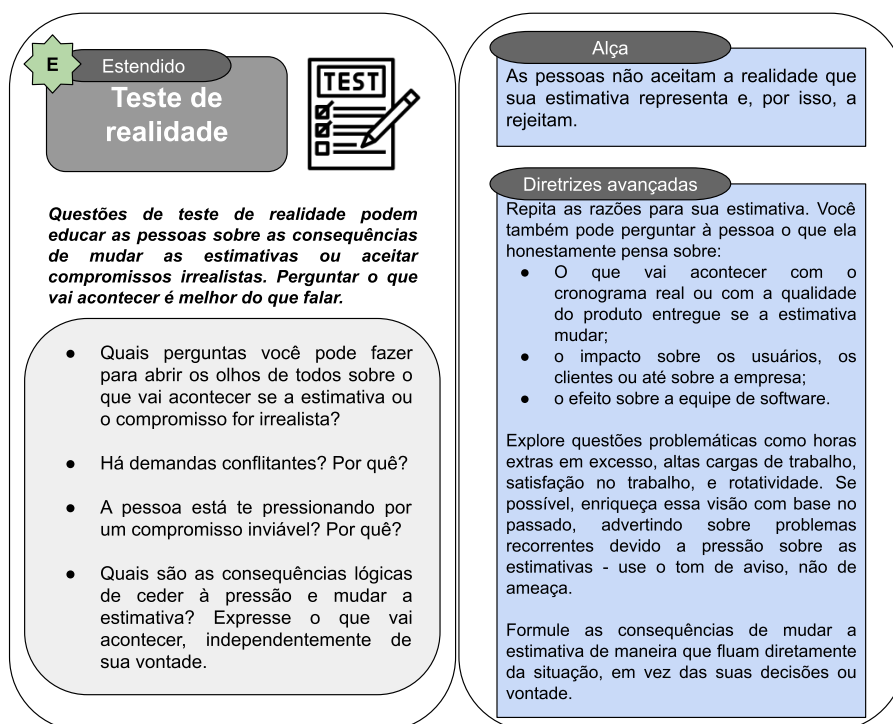 E
Estendido
Teste de
realidade
TEST
Questões de teste de realidade podem
educar as pessoas sobre as consequências
de mudar as estimativas ou aceitar
compromissos irrealistas. Perguntar o que
vai acontecer é melhor do que falar.
● Quais perguntas você pode fazer
para abrir os olhos de todos sobre o
que vai acontecer se a estimativa ou
o compromisso for irrealista?
● Há demandas conflitantes? Por quê?
● A pessoa está te pressionando por
um compromisso inviável? Por quê?
● Quais são as consequências lógicas
de ceder à pressão e mudar a
estimativa? Expresse o que vai
acontecer, independentemente de
sua vontade.
Alça
As pessoas não aceitam a realidade que
sua estimativa representa e, por isso, a
rejeitam.
Diretrizes avançadas
Repita as razões para sua estimativa. Você
também pode perguntar à pessoa o que ela
honestamente pensa sobre:
● O que vai acontecer com o
cronograma real ou com a qualidade
do produto entregue se a estimativa
mudar;
● o impacto sobre os usuários, os
clientes ou até sobre a empresa;
● o efeito sobre a equipe de software.
Explore questões problemáticas como horas
extras em excesso, altas cargas de trabalho,
satisfação no trabalho, e rotatividade. Se
possível, enriqueça essa visão com base no
passado, advertindo sobre problemas
recorrentes devido a pressão sobre as
estimativas - use o tom de aviso, não de
ameaça.
Formule as consequências de mudar a
estimativa de maneira que fluam diretamente
da situação, em vez das suas decisões ou
vontade.